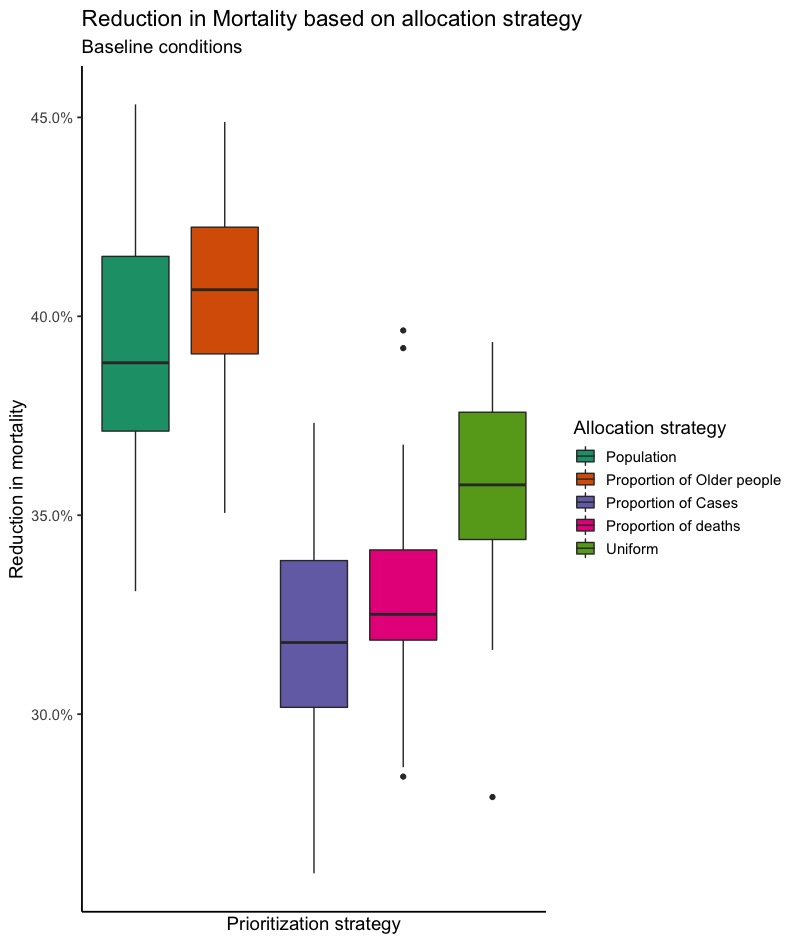 Reduction in Mortality based on allocation strategy
Baseline conditions
45.0%
40.0%
35.0%
30.0%
Reduction in mortality
Prioritization strategy
Allocation strategy
Population
Proportion of Older people
Proportion of Cases
Proportion of deaths
Uniform